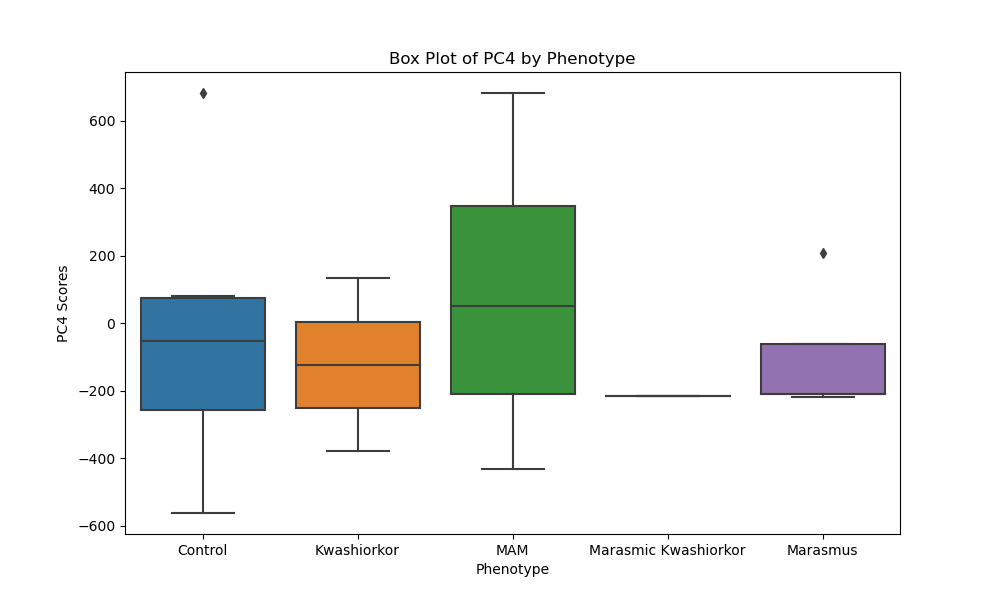 Box Plot of PC4 by Phenotype
PC4 Scores
600
400
200
0
−200
−400
−600
Control Kwashiorkor MAM Marasmic Kwashiorkor Marasmus
Phenotype